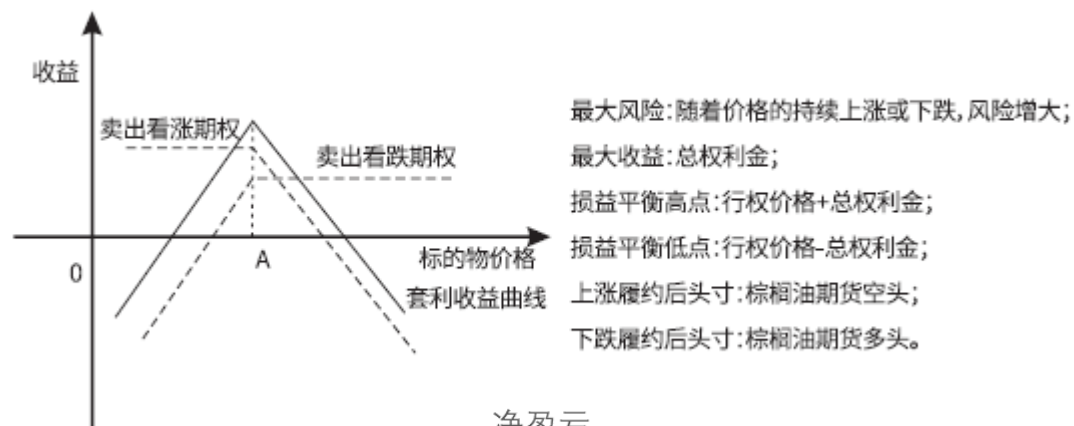 收益
卖出看涨期权
卖出看跌期权
0
A
标的物价格
套利收益曲线
最大风险:随着价格的持续上涨或下跌,风险增大;
最大收益:总权利金;
损益平衡高点:行权价格+总权利金;
损益平衡低点:行权价格-总权利金;
上涨履约后头寸:棕榈油期货空头;
下跌履约后头寸:棕榈油期货多头。